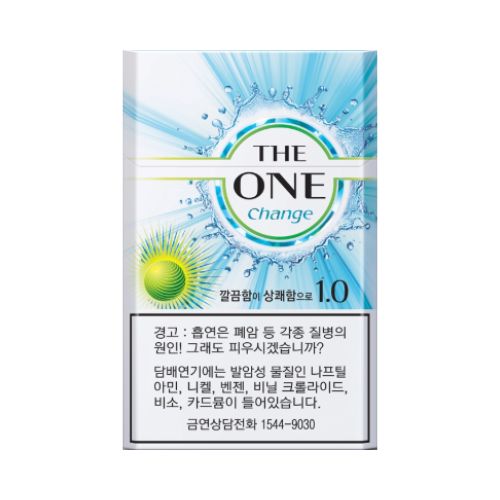 THE
ONE
Change
깔끔함이 상쾌함으로 1.0
경고 : 흡연은 폐암 등 각종 질병의
원인! 그래도 피우시겠습니까?
담배연기에는 발암성 물질인 나프틸
아민, 니켈, 벤젠, 비닐 크롤라이드,
비소, 카드뮴이 들어있습니다.
금연상담전화 1544-9030